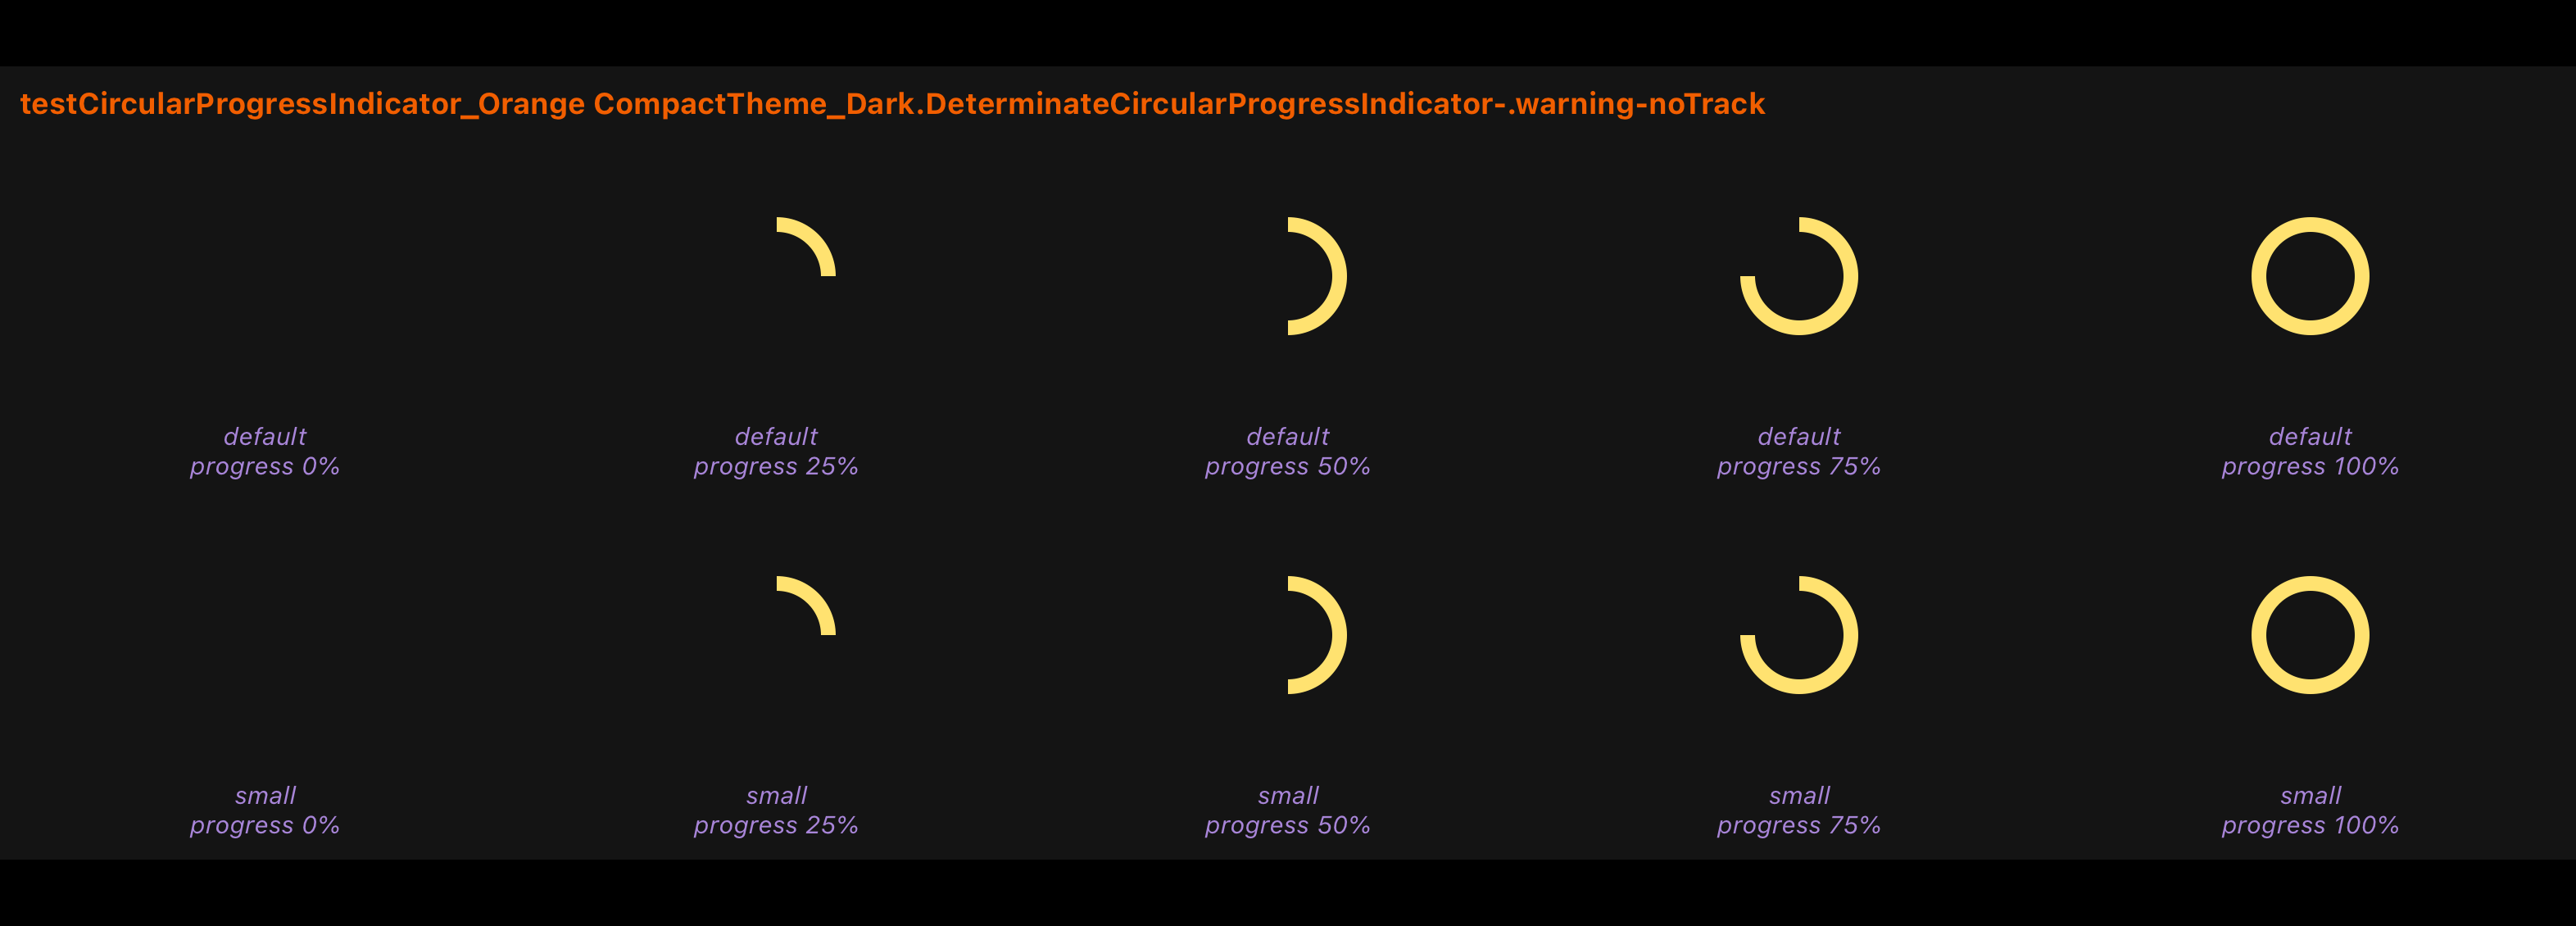 testCircularProgressIndicator_Orange CompactTheme_Dark.DeterminateCircularProgressIndicator-.warning-noTrack
default
progress 0%
default
progress 25%
default
progress 50%
default
progress 75%
default
progress 100%
small
progress 0%
small
progress 25%
small
progress 50%
small
progress 75%
small
progress 100%